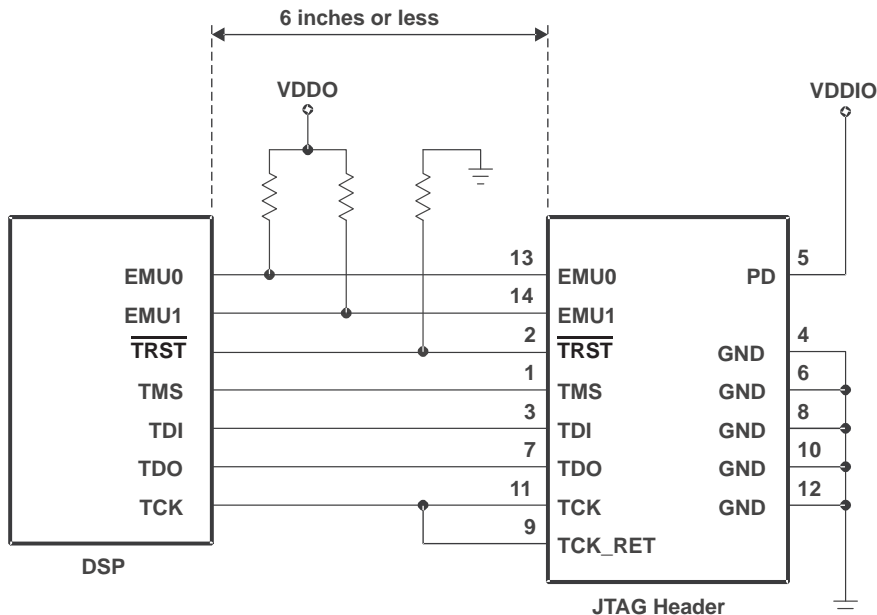 6 inches or less
VDDO
VDDIO
13
5
EMU0
EMU0
PD
14
EMU1
EMU1
2
4
TRST
TRST
GND
1
6
TMS
TMS
GND
3
8
TDI
TDI
GND
7
10
TDO
TDO
GND
11
12
TCK
TCK
GND
9
TCK_RET
DSP
JTAG Header